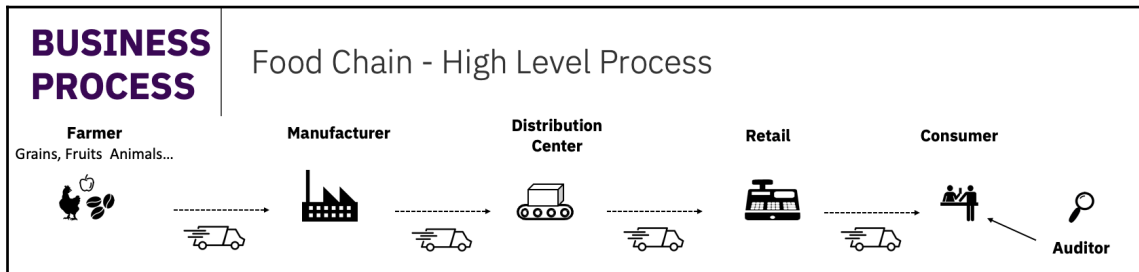 BUSINESS
PROCESS
Food Chain - High Level Process
Farmer
Grains, Fruits Animals...
Manufacturer
Distribution
Center
Retail
Consumer
Auditor